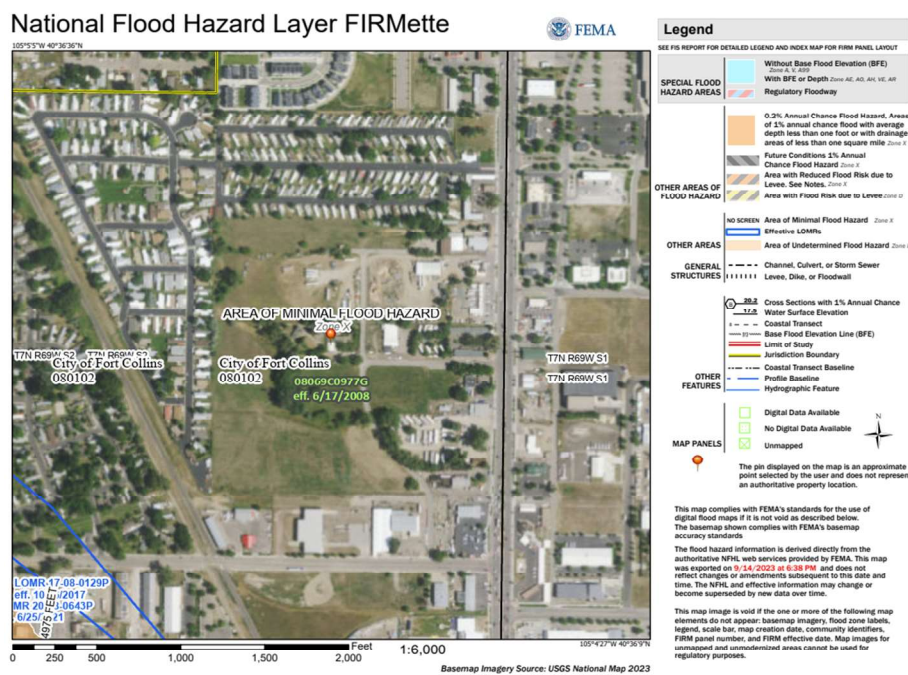 National Flood Hazard Layer FIRMette
FEMA
105°5'5"W 40°36'36"N
AREA OF MINIMAL FLOOD HAZARD
Zone X
T7N R69W S2 T7N R69W S2
City of Fort Collins
080102
City of Fort Collins
080102
08069C0977G
eff. 6/17/2008
T7N R69W S1
T7N R69W S1
LOMR-17-08-0129P
4975 FEET
105°4'27"W 40°36'9"N
0 250 500 1,000 1,500 2,000 Feet 1:6,000
Basemap Imagery Source: USGS National Map 2023
Legend
SEE FIS REPORT FOR DETAILED LEGEND AND INDEX MAP FOR FIRM PANEL LAYOUT
SPECIAL FLOOD HAZARD AREAS
Without Base Flood Elevation (BFE)
Zone A, V, A99
With BFE or Depth Zone AE, AO, AH, VE, AR
Regulatory Floodway
OTHER AREAS OF FLOOD HAZARD
0.2% Annual Chance Flood Hazard, Areas
of 1% annual chance flood with average
depth less than one foot or with drainage
areas of less than one square mile Zone X
Future Conditions 1% Annual
Chance Flood Hazard Zone X
Area with Reduced Flood Risk due to
Levee. See Notes. Zone X
Area with Flood Risk due to Levee Zone D
OTHER AREAS
NO SCREEN Area of Minimal Flood Hazard Zone X
Effective LOMRs
Area of Undetermined Flood Hazard Zone
GENERAL STRUCTURES
Channel, Culvert, or Storm Sewer
Levee, Dike, or Floodwall
OTHER FEATURES
B 20.2 Cross Sections with 1% Annual Chance
17.5 Water Surface Elevation
8 Coastal Transect
513 Base Flood Elevation Line (BFE)
Limit of Study
Jurisdiction Boundary
Coastal Transect Baseline
Profile Baseline
Hydrographic Feature
MAP PANELS
Digital Data Available
No Digital Data Available
Unmapped
N
The pin displayed on the map is an approximate
point selected by the user and does not represen
an authoritative property location.
This map complies with FEMA's standards for the use of
digital flood maps if it is not void as described below.
The basemap shown complies with FEMA's basemap
accuracy standards
The flood hazard information is derived directly from the
authoritative NFHL web services provided by FEMA. This map
was exported on 9/14/2023 at 6:38 PM and does not
reflect changes or amendments subsequent to this date and
time. The NFHL and effective information may change or
become superseded by new data over time.
This map image is void if the one or more of the following map
elements do not appear: basemap imagery, flood zone labels,
legend, scale bar, map creation date, community identifiers,
FIRM panel number, and FIRM effective date. Map images for
unmapped and unmodernized areas cannot be used for
regulatory purposes.